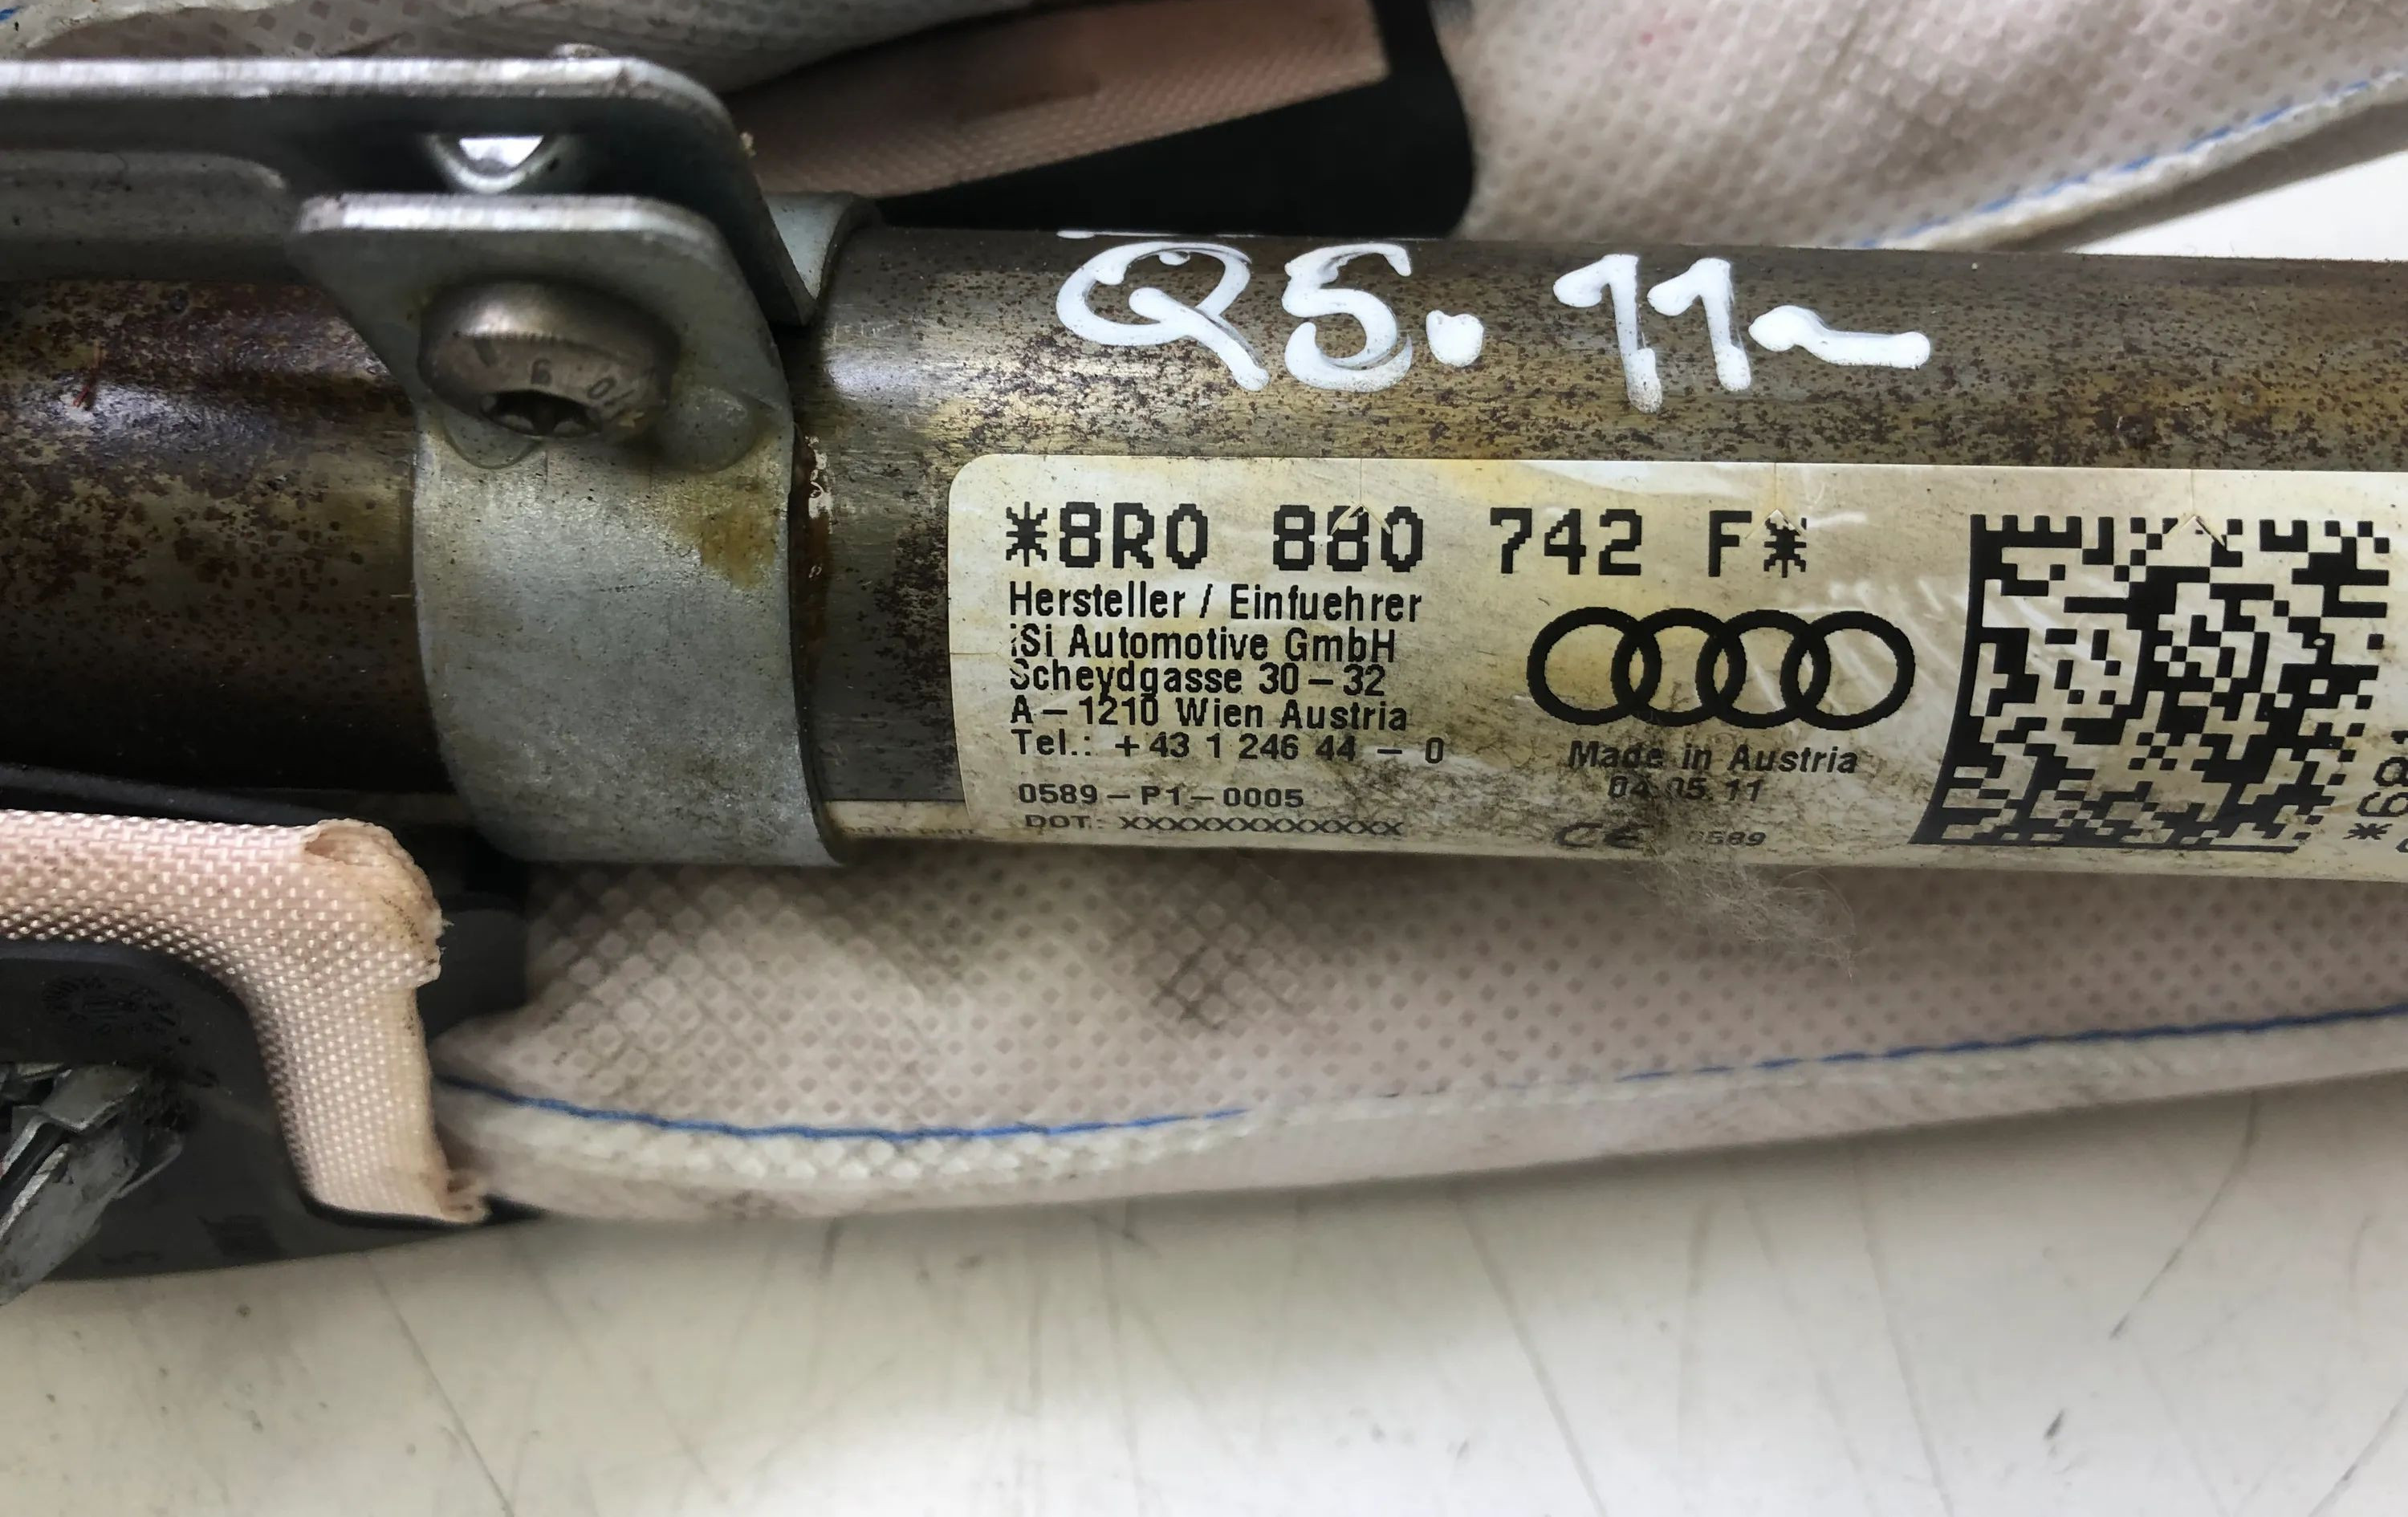 Q5. 11~
*8R0 880 742 F*
Hersteller / Einfuehrer
iSi Automotive GmbH
Scheydgasse 30 – 32
A – 1210 Wien Austria
Tel.: + 43 1 246 44 – 0
0589 – P1 – 0005
DOT: XXXXXXXXXXXXX
Made in Austria
04.05.11
CE 0589